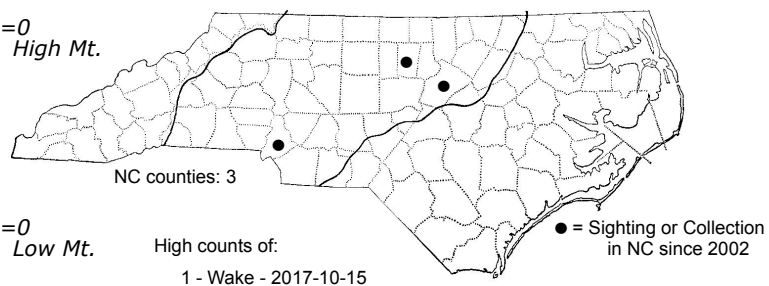 =0
High Mt.
NC counties: 3
=0
Low Mt.
High counts of:
1 - Wake - 2017-10-15
= Sighting or Collection
in NC since 2002